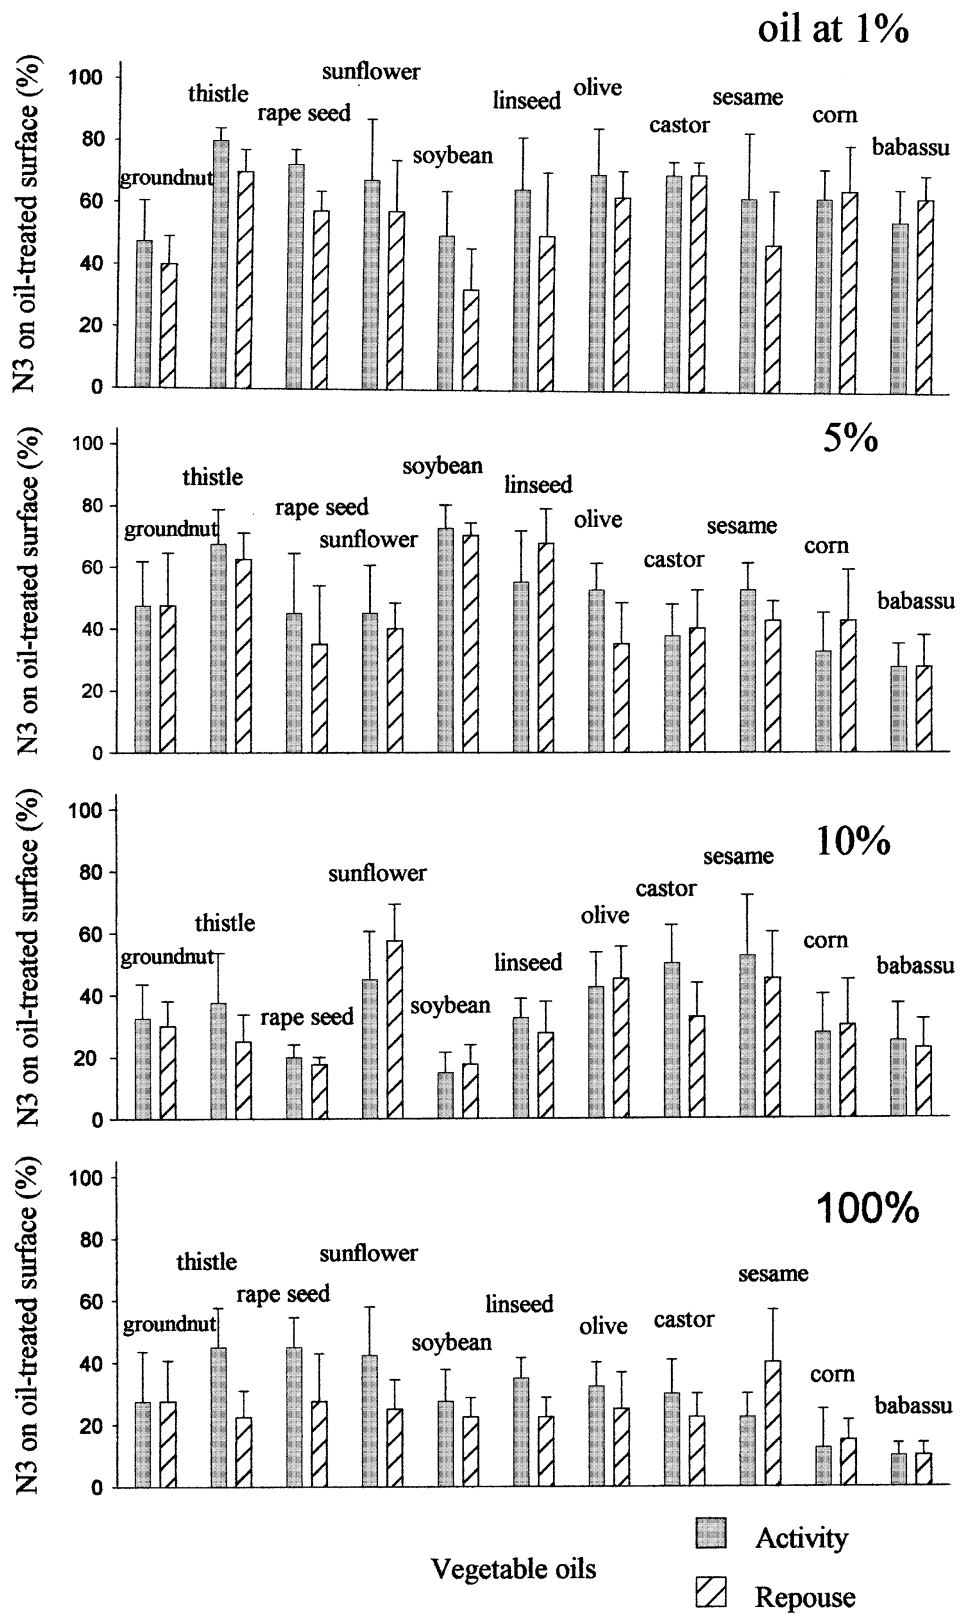 oil at 1%
N3 on oil-treated surface (%)
100
80
60
40
20
0
groundnut
thistle
rape seed
sunflower
soybean
linseed
olive
castor
sesame
corn
babassu
5%
N3 on oil-treated surface (%)
100
80
60
40
20
0
groundnut
thistle
rape seed
sunflower
soybean
linseed
olive
castor
sesame
corn
babassu
10%
N3 on oil-treated surface (%)
100
80
60
40
20
0
groundnut
thistle
rape seed
sunflower
soybean
linseed
olive
castor
sesame
corn
babassu
100%
N3 on oil-treated surface (%)
100
80
60
40
20
0
groundnut
thistle
rape seed
sunflower
soybean
linseed
olive
castor
sesame
corn
babassu
Vegetable oils
Activity
Repouse